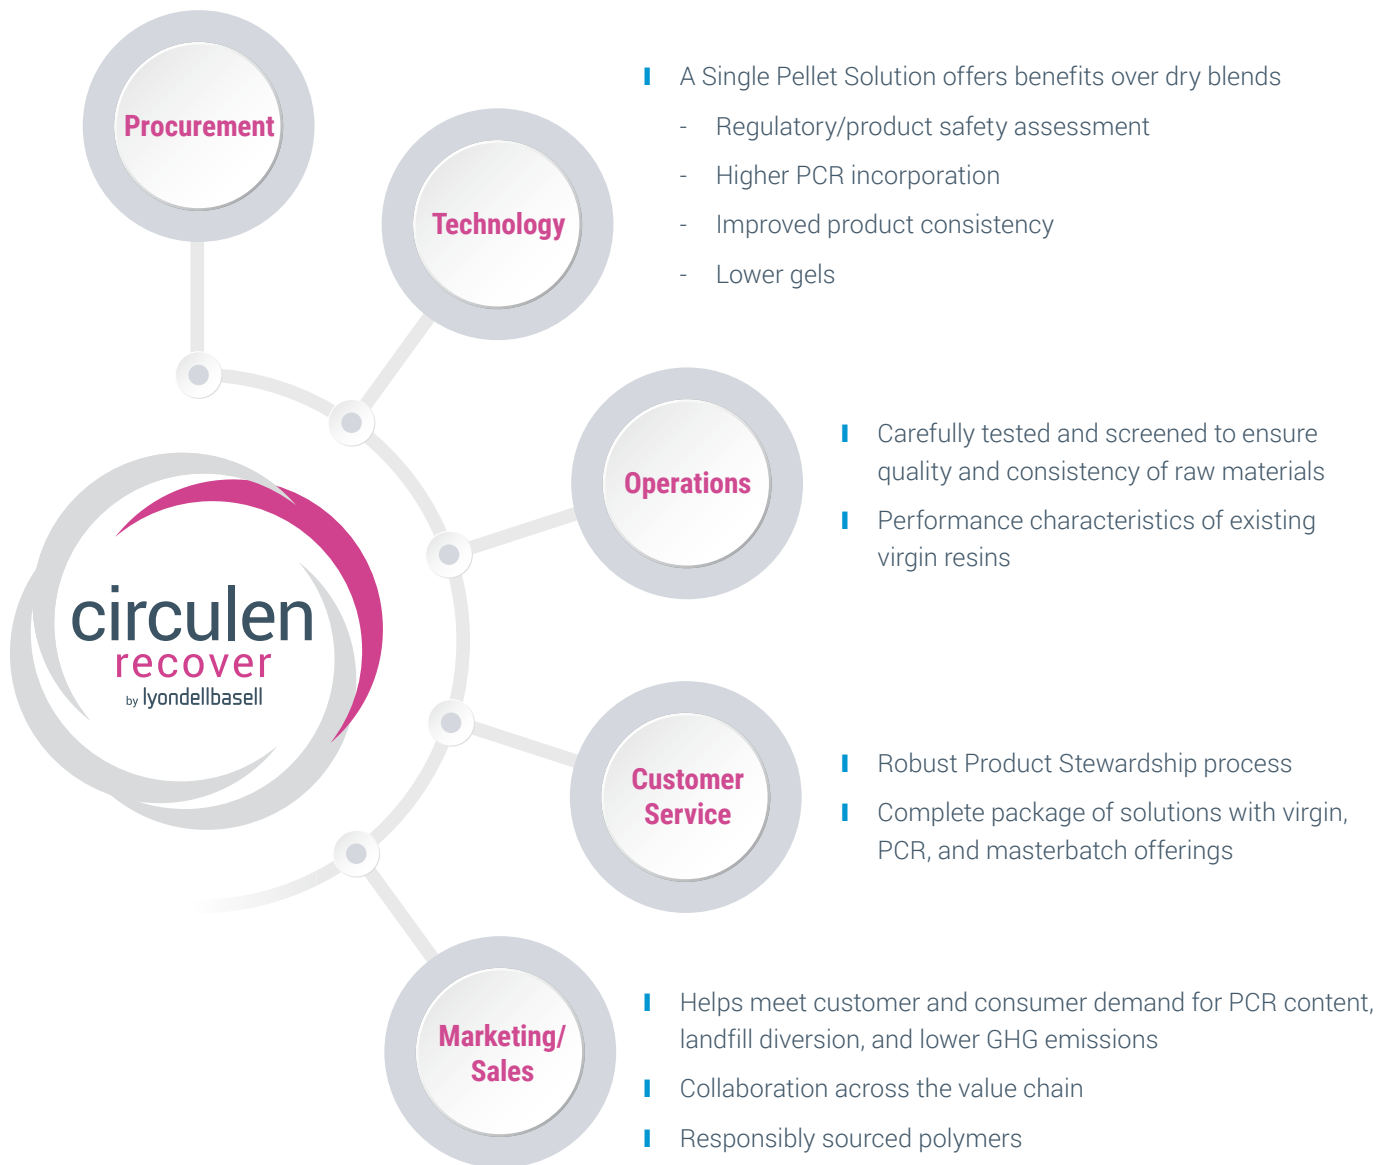 Procurement
Technology
A Single Pellet Solution offers benefits over dry blends
- Regulatory/product safety assessment
- Higher PCR incorporation
- Improved product consistency
- Lower gels
Operations
Carefully tested and screened to ensure
quality and consistency of raw materials
Performance characteristics of existing
virgin resins
circulen
recover
by lyondellbasell
Customer
Service
Robust Product Stewardship process
Complete package of solutions with virgin,
PCR, and masterbatch offerings
Marketing/
Sales
Helps meet customer and consumer demand for PCR content,
landfill diversion, and lower GHG emissions
Collaboration across the value chain
Responsibly sourced polymers